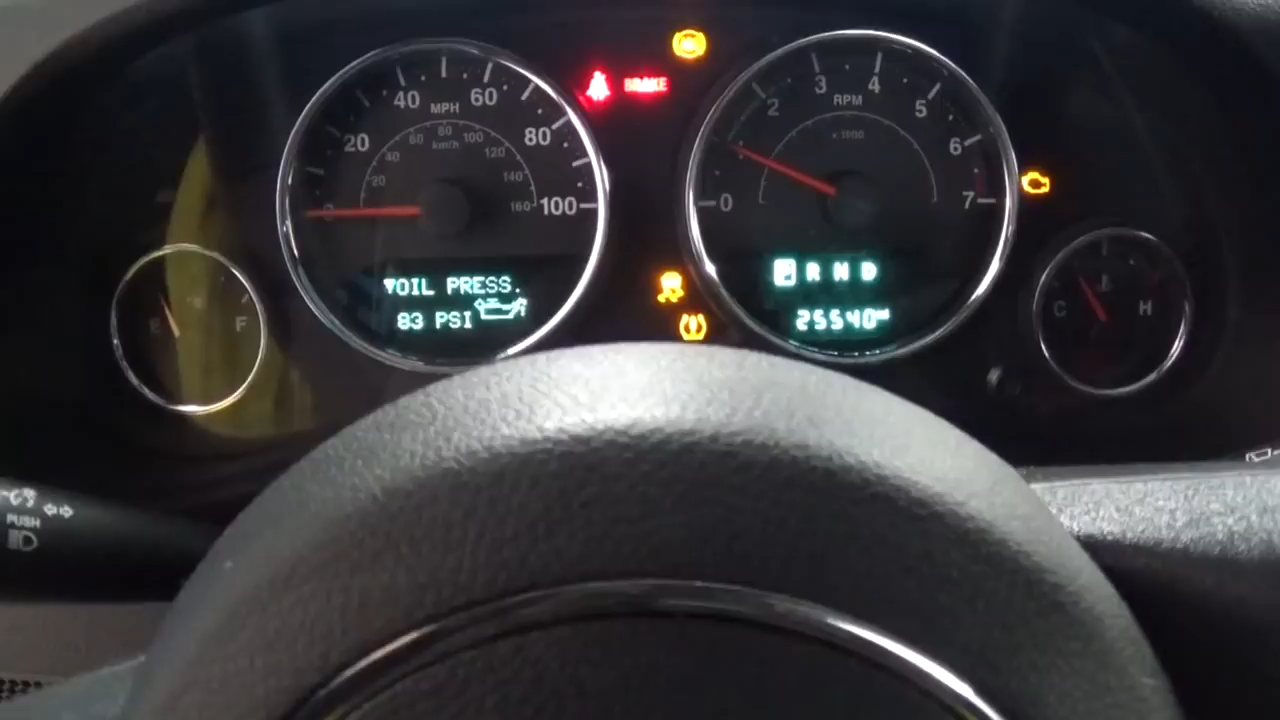 BRAKE
20 40 60 80 100
MPH
20 40 60 80 100 120 140 160
km/h
▼OIL PRESS.
83 PSI
0 2 3 4 5 6 7
RPM
x 1000
P R N D
25540
E F
C H
PUSH